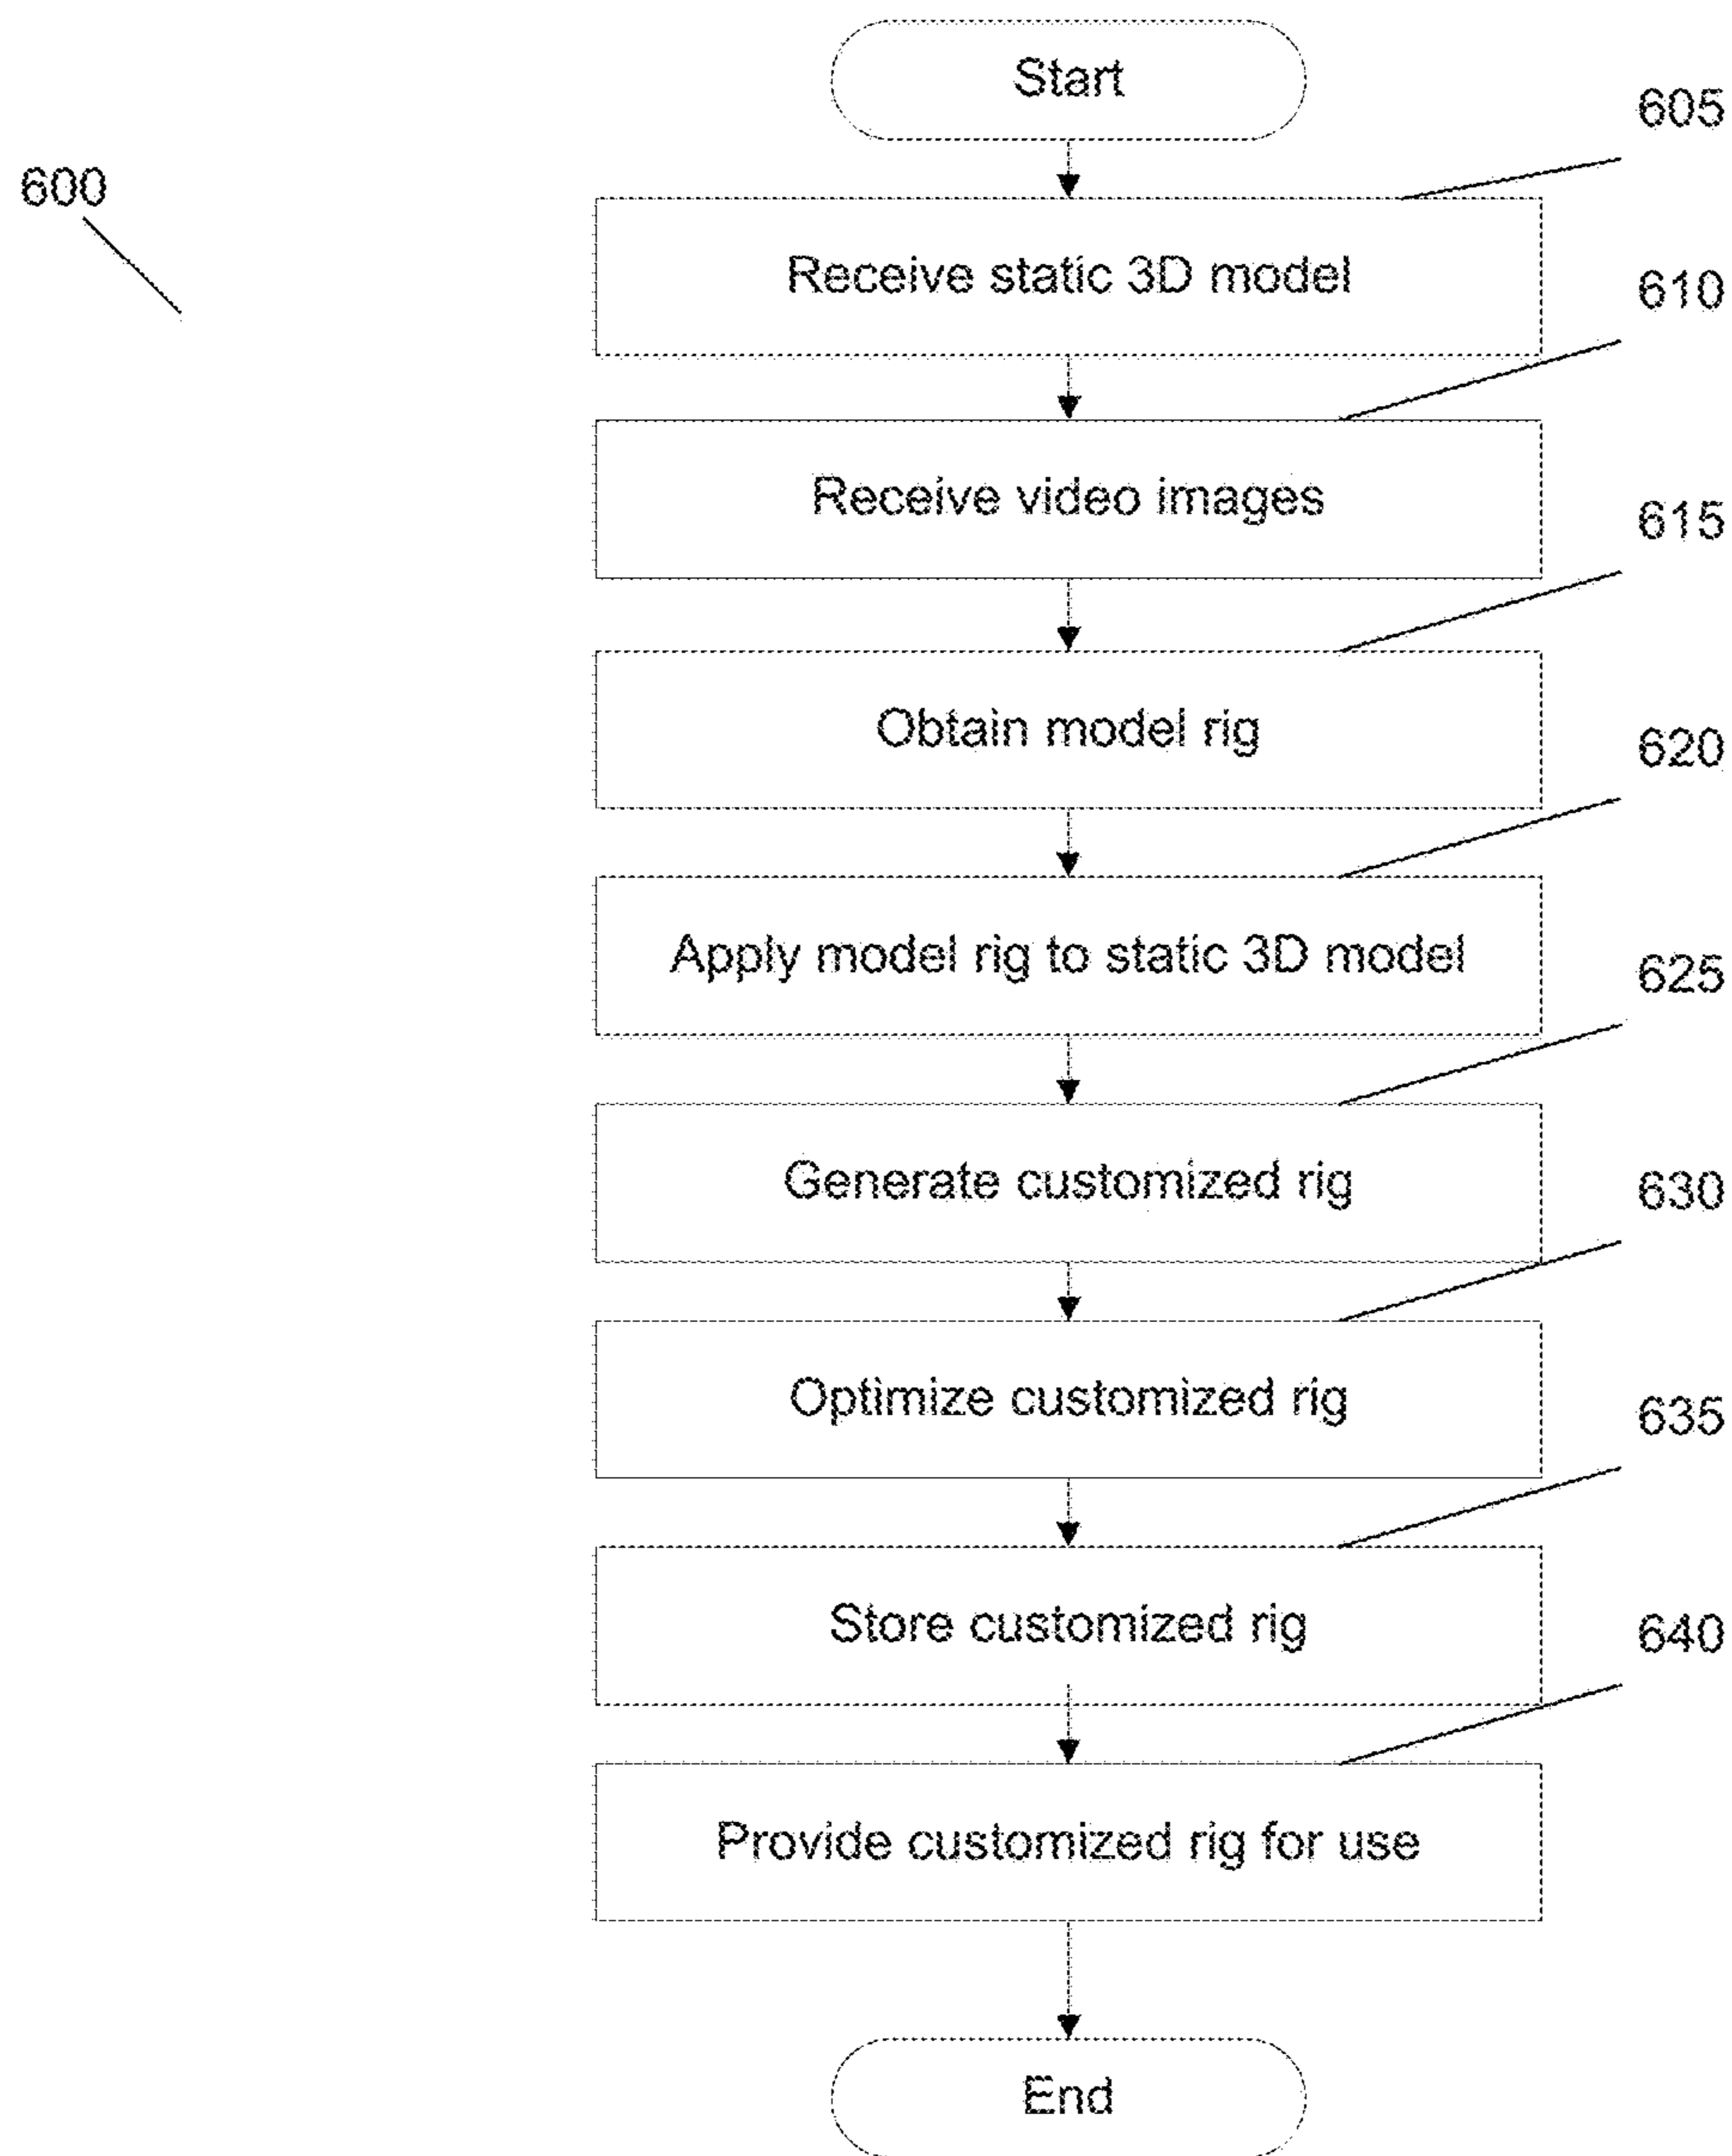 Start
605
600
Receive static 3D model
610
Receive video images
615
Obtain model rig
620
Apply model rig to static 3D model
625
Generate customized rig
630
Optimize customized rig
635
Store customized rig
640
Provide customized rig for use
End